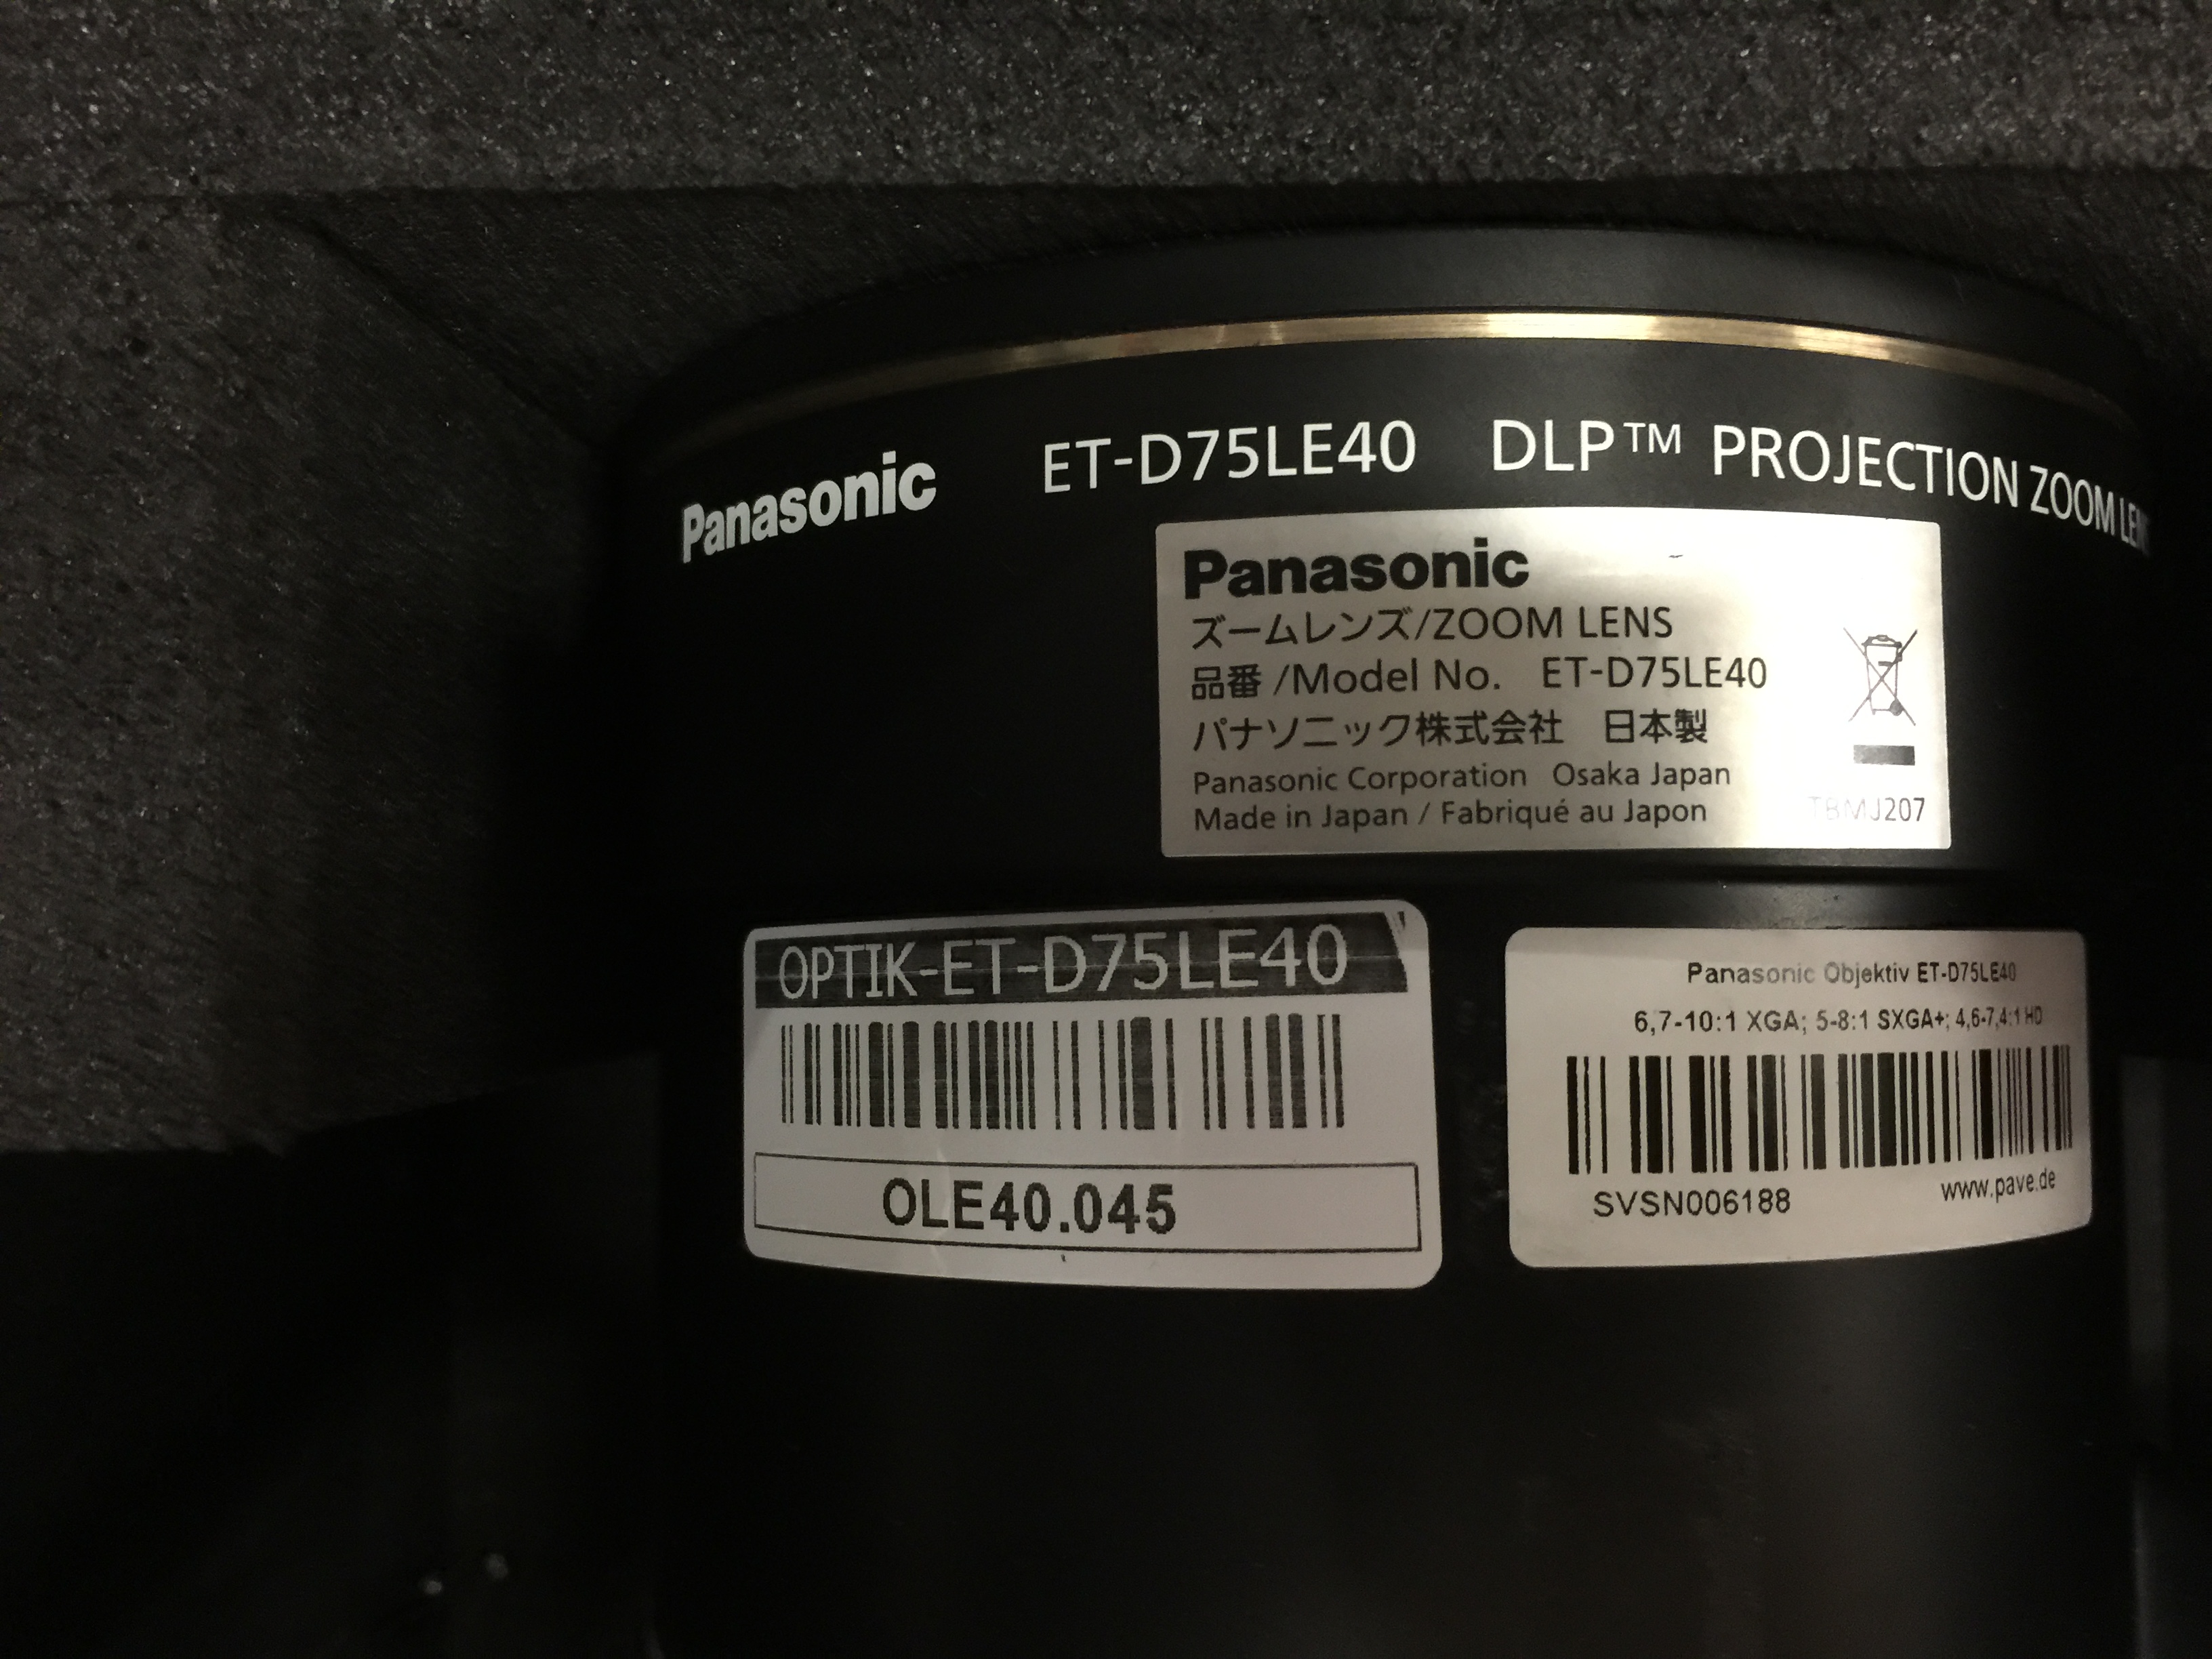 Panasonic ET-D75LE40 DLP™ PROJECTION ZOOM
Panasonic
ズームレンズ/ZOOM LENS
品番/Model No. ET-D75LE40
パナソニック株式会社 日本製
Panasonic Corporation Osaka Japan
Made in Japan / Fabriqué au Japon
TBMJ207
OPTIK-ET-D75LE40
OLE40.045
Panasonic Objektiv ET-D75LE40
6,7-10:1 XGA; 5-8:1 SXGA+; 4,6-7,4:1 HD
SVSN006188
www.pave.de